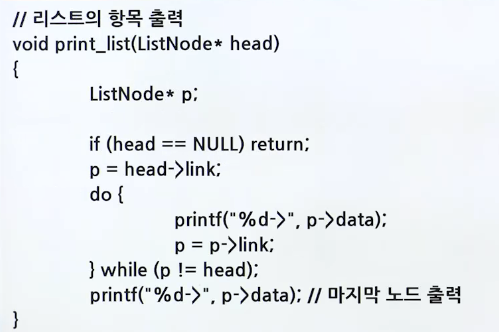 // 리스트의 항목 출력
void print_list(ListNode* head)
{
ListNode* p;
if (head == NULL) return;
p = head->link;
do {
printf("%d->", p->data);
p = p->link;
} while (p != head);
printf("%d->", p->data); // 마지막 노드 출력
}